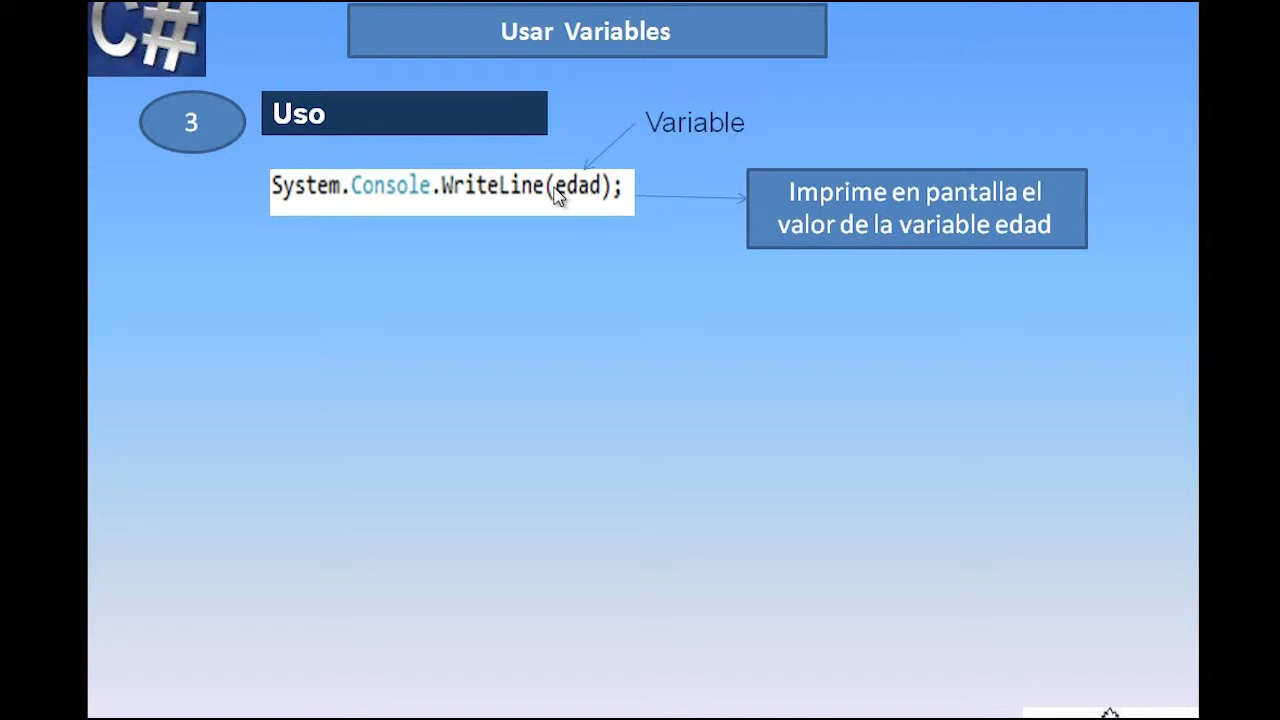 C#
Usar Variables
3
Uso
Variable
System.Console.WriteLine(edad);
Imprime en pantalla el
valor de la variable edad